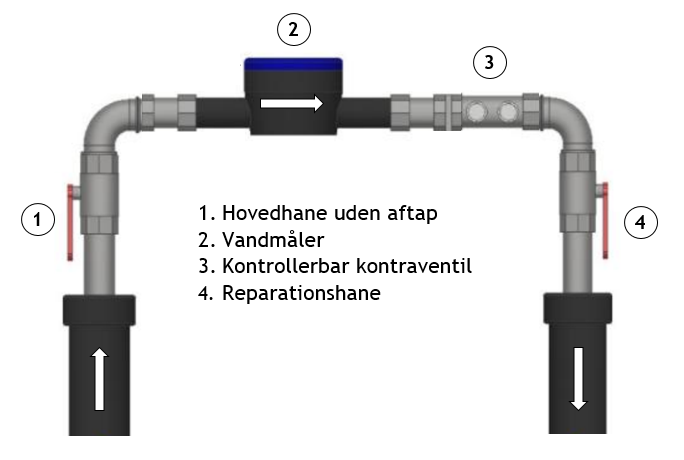 2
3
1
4
1. Hovedhane uden aftap
2. Vandmåler
3. Kontrollerbar kontraventil
4. Reparationshane